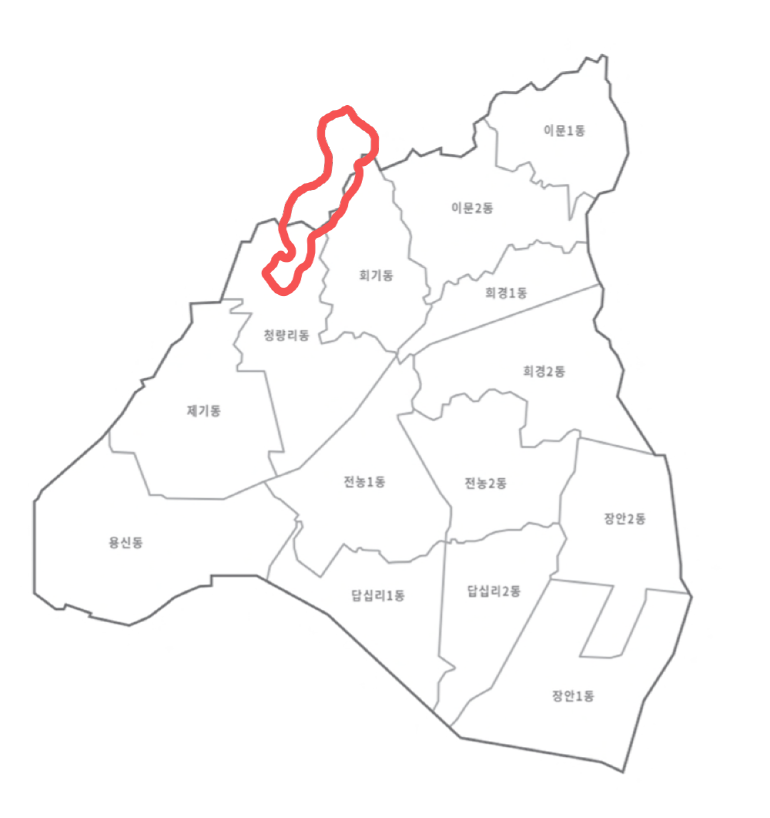 이문1동
이문2동
회기동
휘경1동
청량리동
휘경2동
제기동
전농1동
전농2동
장안2동
용신동
답십리1동
답십리2동
장안1동